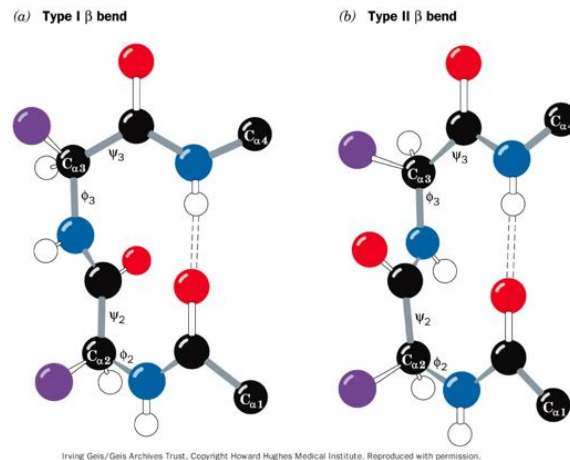 (a) Type I β bend
(b) Type II β bend
Cα4
Cα3
ψ3
ϕ3
ψ2
Cα2
ϕ2
Cα1
Cα4
Cα3
ψ3
ϕ3
ψ2
Cα2
ϕ2
Cα1
Irving Geis/Geis Archives Trust. Copyright Howard Hughes Medical Institute. Reproduced with permission.